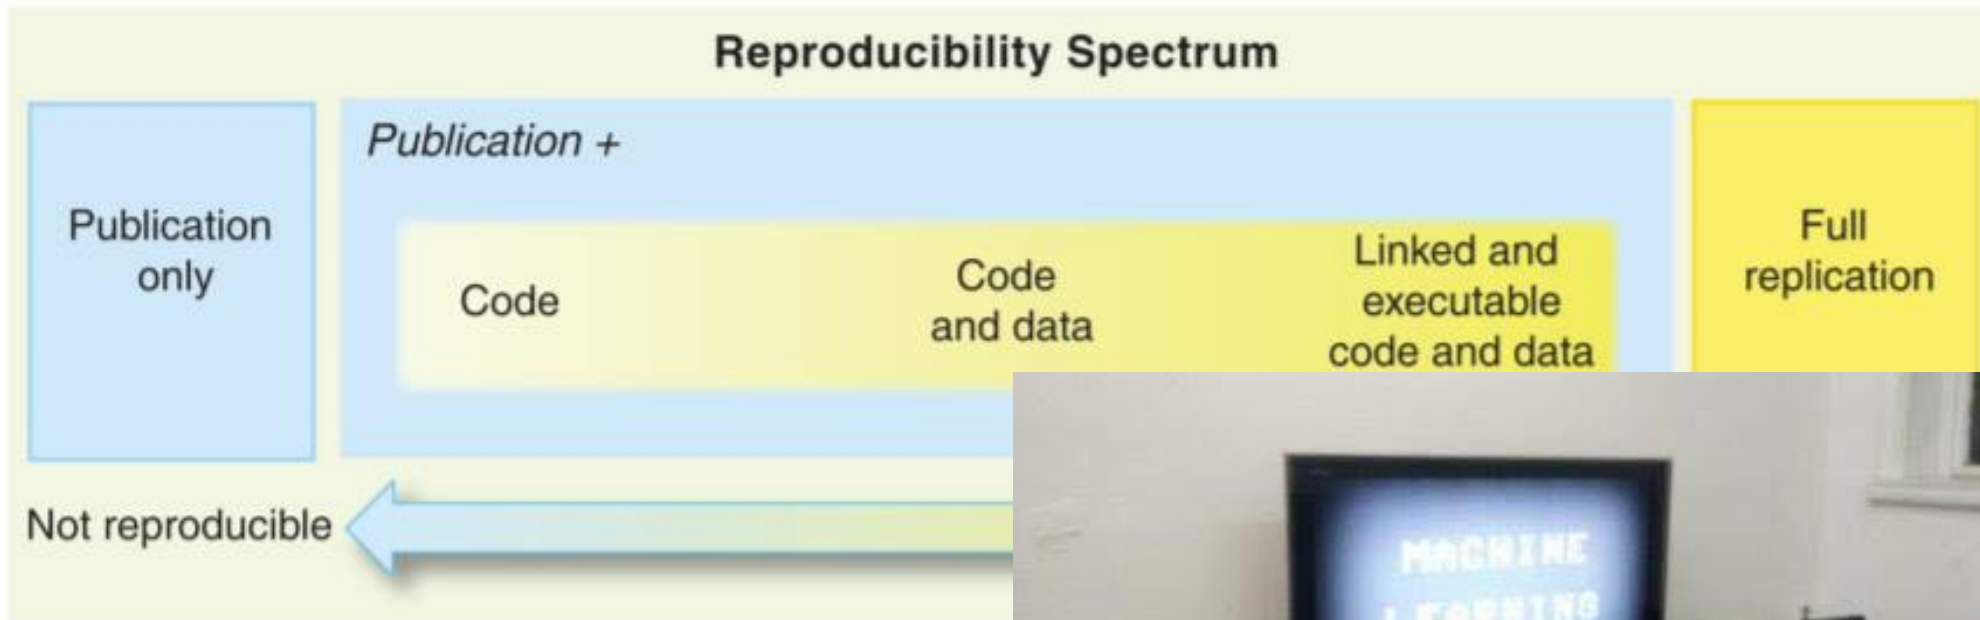 Reproducibility Spectrum
Publication
only
Publication +
Code
Code
and data
Linked and
executable
code and data
Full
replication
Not reproducible
MACHINE
LEARNING